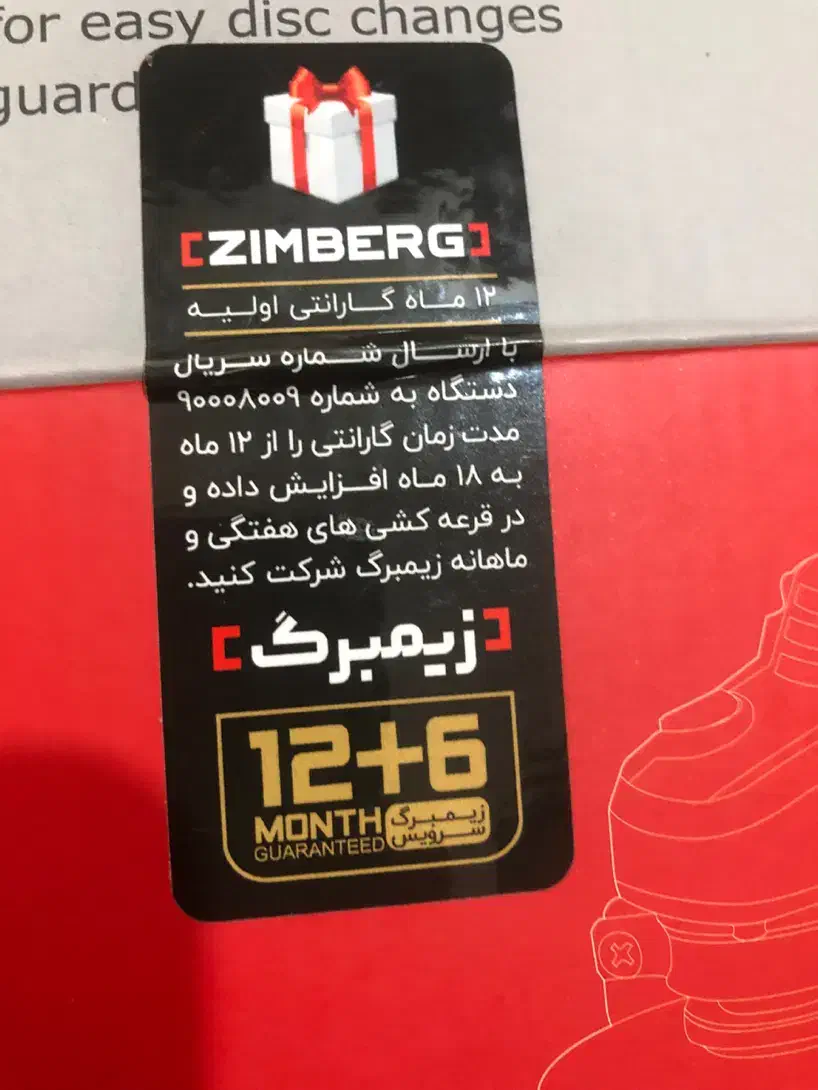 for easy disc changes
guard
[ZIMBERG]
۱۲ ماه گارانتی اولیه
با ارسال شماره سریال
دستگاه به شماره ۹۰۰۰۸۰۰۹
مدت زمان گارانتی را از ۱۲ ماه
به ۱۸ ماه افزایش داده و
در قرعه کشی های هفتگی و
ماهانه زیمبرگ شرکت کنید.
[زیمبرگ]
12+6
MONTH
GUARANTEED
زیمبرگ
سرویس